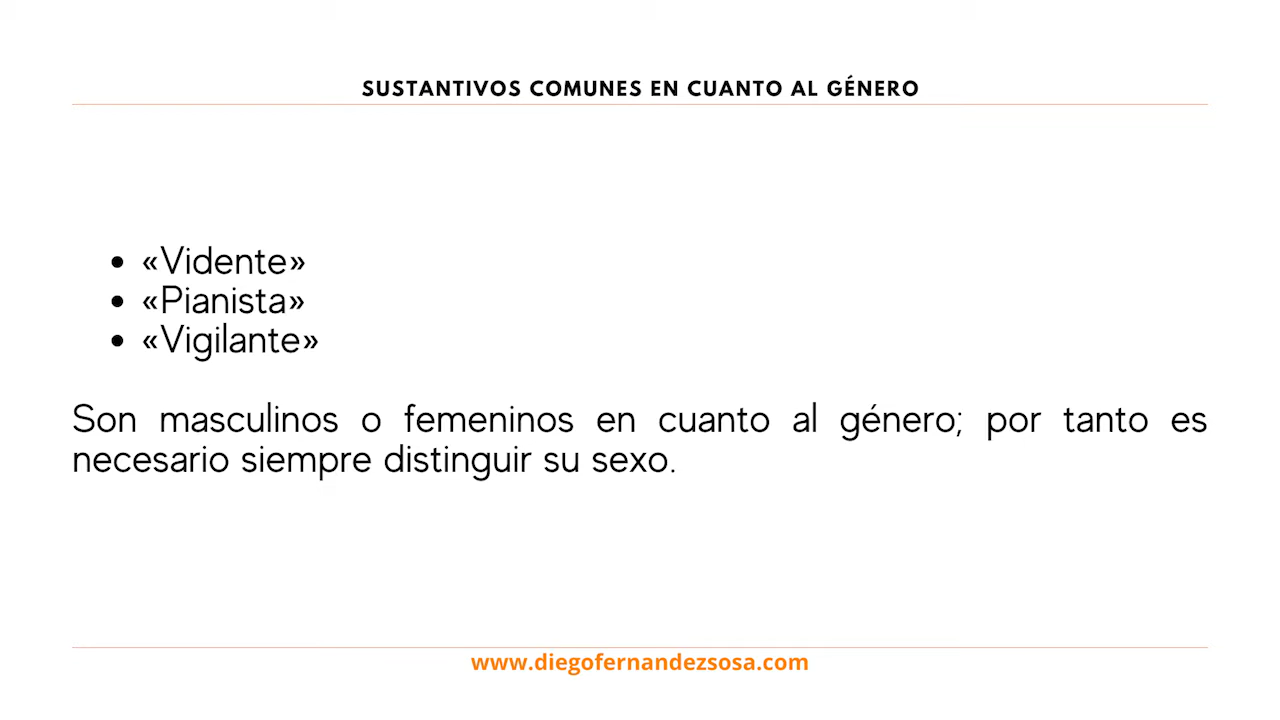 SUSTANTIVOS COMUNES EN CUANTO AL GÉNERO
• «Vidente»
• «Pianista»
• «Vigilante»
Son masculinos o femeninos en cuanto al género; por tanto es
necesario siempre distinguir su sexo.
www.diegofernandezsosa.com